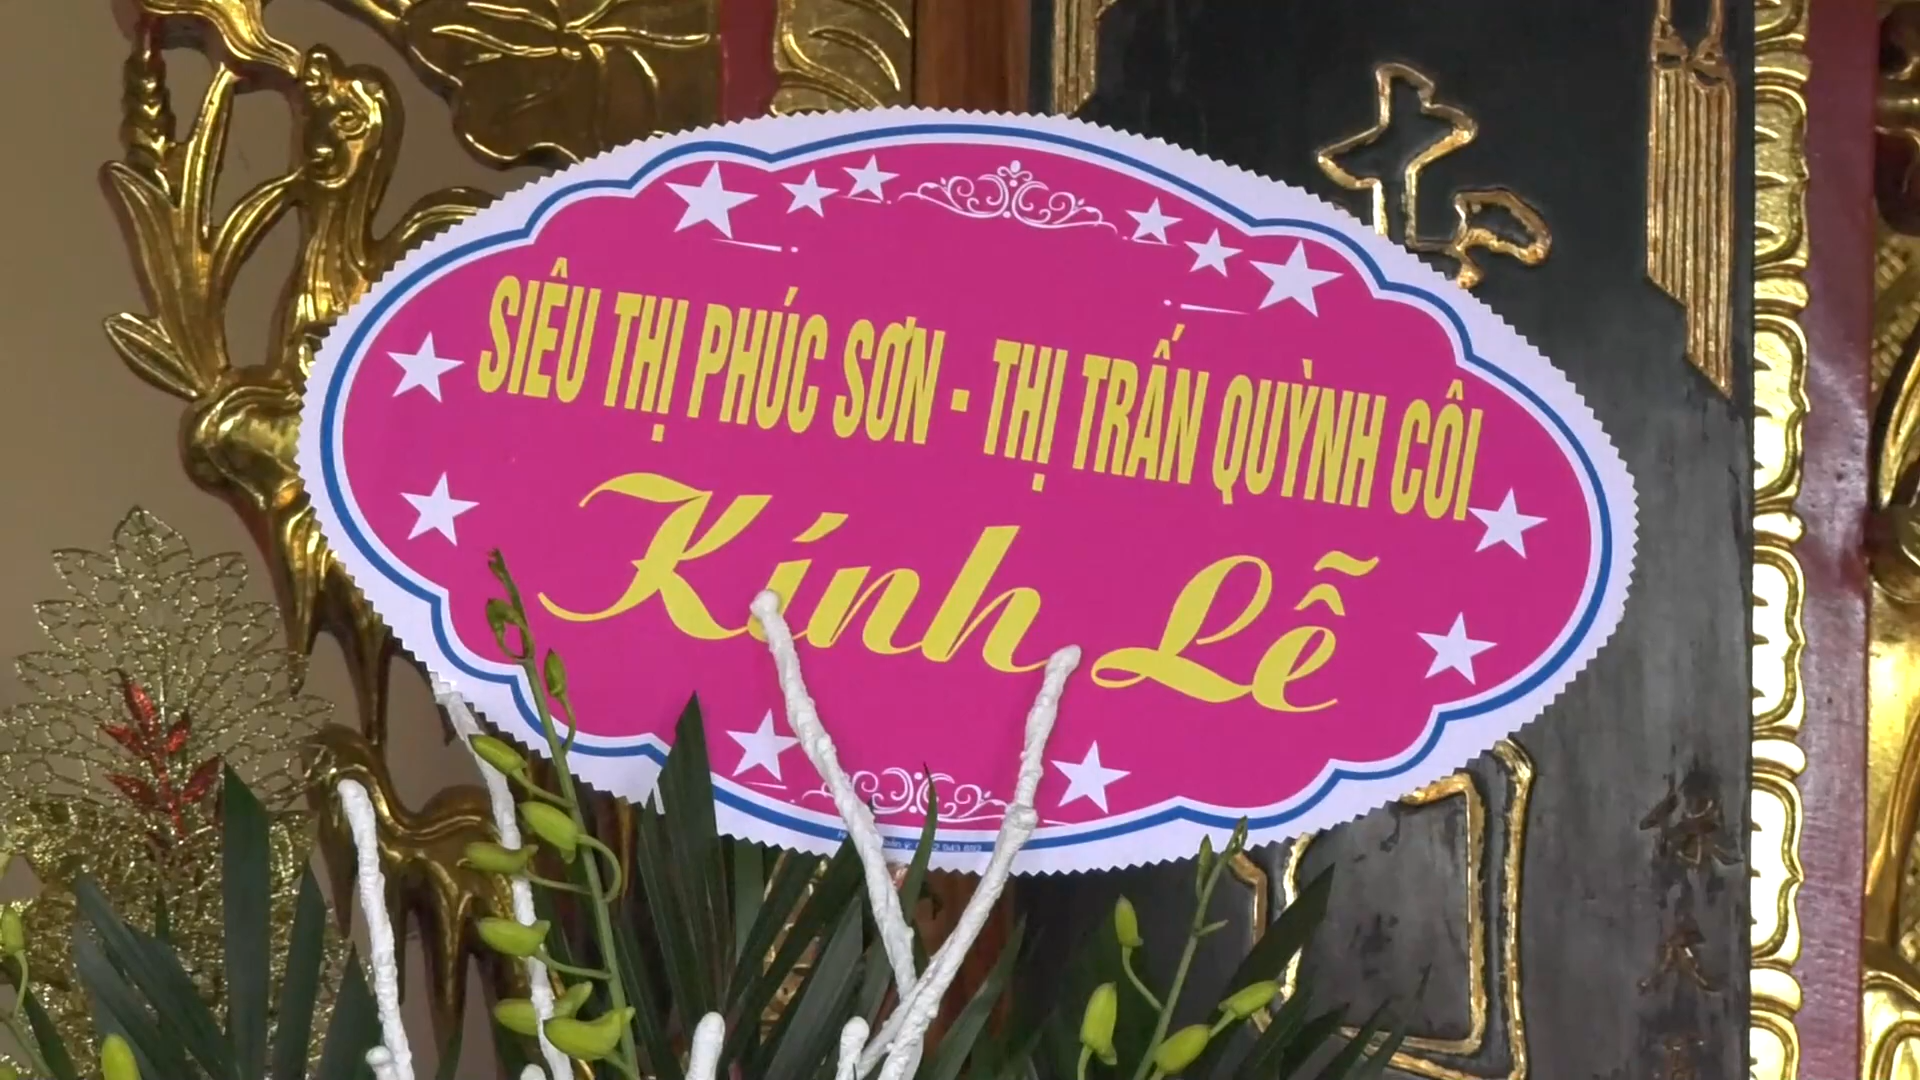 SIÊU THỊ PHÚC SƠN - THỊ TRẤN QUỲNH CÔI
Kính Lễ